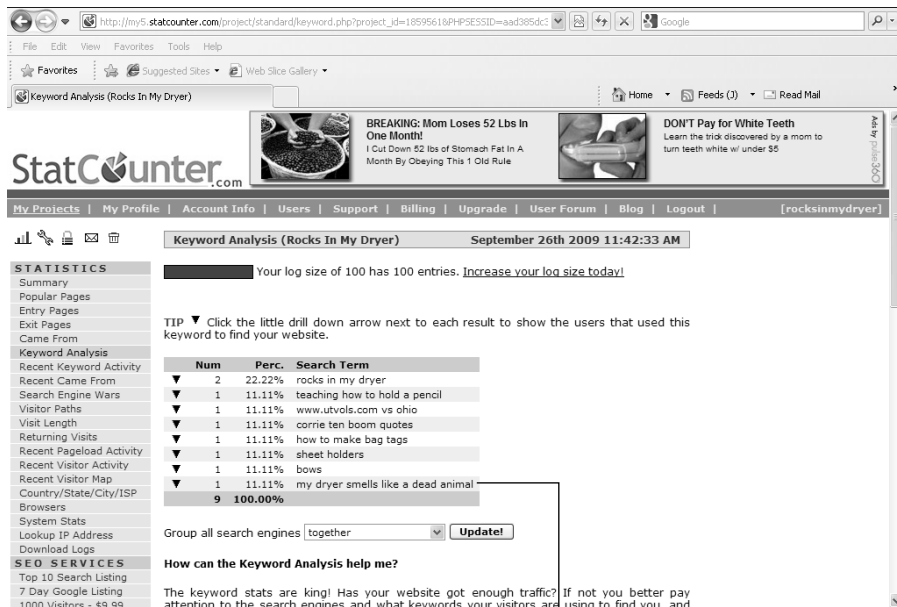 http://my5.statcounter.com/project/standard/keyword.php?project_id=1859561&PHPSESSID=aad385dc3 Google
File Edit View Favorites Tools Help
Favorites Suggested Sites Web Slice Gallery
Keyword Analysis (Rocks In My Dryer) Home Feeds (J) Read Mail
StatCounter.com
BREAKING: Mom Loses 52 Lbs In
One Month!
I Cut Down 52 lbs of Stomach Fat In A
Month By Obeying This 1 Old Rule
DON'T Pay for White Teeth
Learn the trick discovered by a mom to
turn teeth white w/ under $5
Ads by pulse360
My Projects | My Profile | Account Info | Users | Support | Billing | Upgrade | User Forum | Blog | Logout | [rocksinmydryer]
Keyword Analysis (Rocks In My Dryer) September 26th 2009 11:42:33 AM
STATISTICS
Summary
Popular Pages
Entry Pages
Exit Pages
Came From
Keyword Analysis
Recent Keyword Activity
Recent Came From
Search Engine Wars
Visitor Paths
Visit Length
Returning Visits
Recent Pageload Activity
Recent Visitor Activity
Recent Visitor Map
Country/State/City/ISP
Browsers
System Stats
Lookup IP Address
Download Logs
SEO SERVICES
Top 10 Search Listing
7 Day Google Listing
1000 Visitors - $9.99
Your log size of 100 has 100 entries. Increase your log size today!
TIP ▼ Click the little drill down arrow next to each result to show the users that used this
keyword to find your website.
Num Perc. Search Term
▼ 2 22.22% rocks in my dryer
▼ 1 11.11% teaching how to hold a pencil
▼ 1 11.11% www.utvols.com vs ohio
▼ 1 11.11% corrie ten boom quotes
▼ 1 11.11% how to make bag tags
▼ 1 11.11% sheet holders
▼ 1 11.11% bows
▼ 1 11.11% my dryer smells like a dead animal
9 100.00%
Group all search engines together Update!
How can the Keyword Analysis help me?
The keyword stats are king! Has your website got enough traffic? If not you better pay
attention to the search engines and what keywords your visitors are using to find you, and